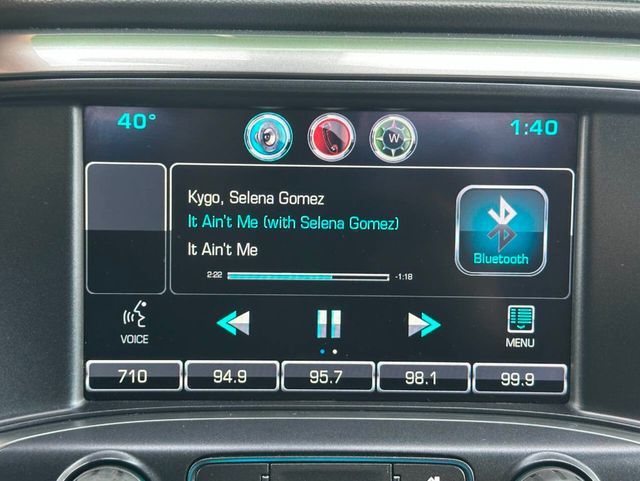 40°
W
1:40
Kygo, Selena Gomez
It Ain't Me (with Selena Gomez)
It Ain't Me
2:22 -1:18
Bluetooth
VOICE
MENU
710 94.9 95.7 98.1 99.9